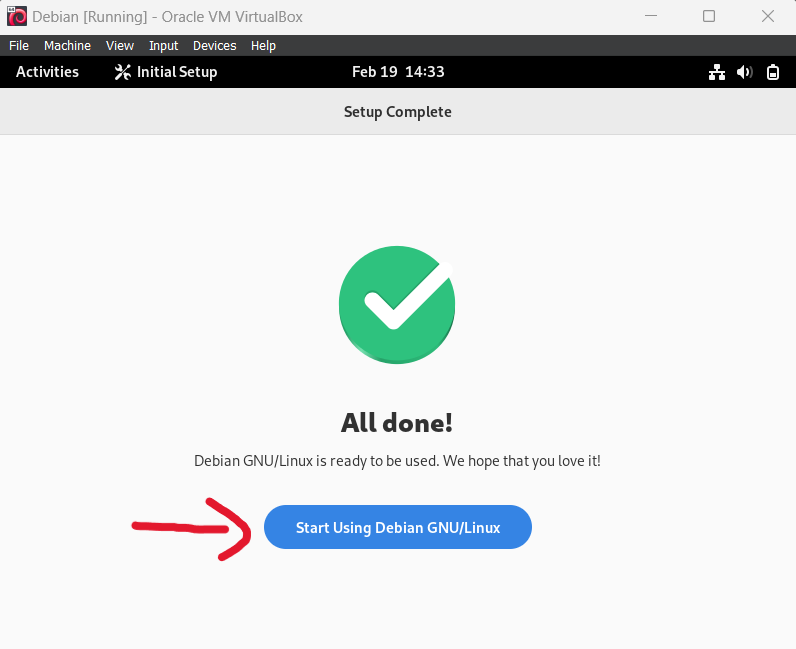 Debian [Running] - Oracle VM VirtualBox
File Machine View Input Devices Help
Activities Initial Setup Feb 19 14:33
Setup Complete
All done!
Debian GNU/Linux is ready to be used. We hope that you love it!
Start Using Debian GNU/Linux